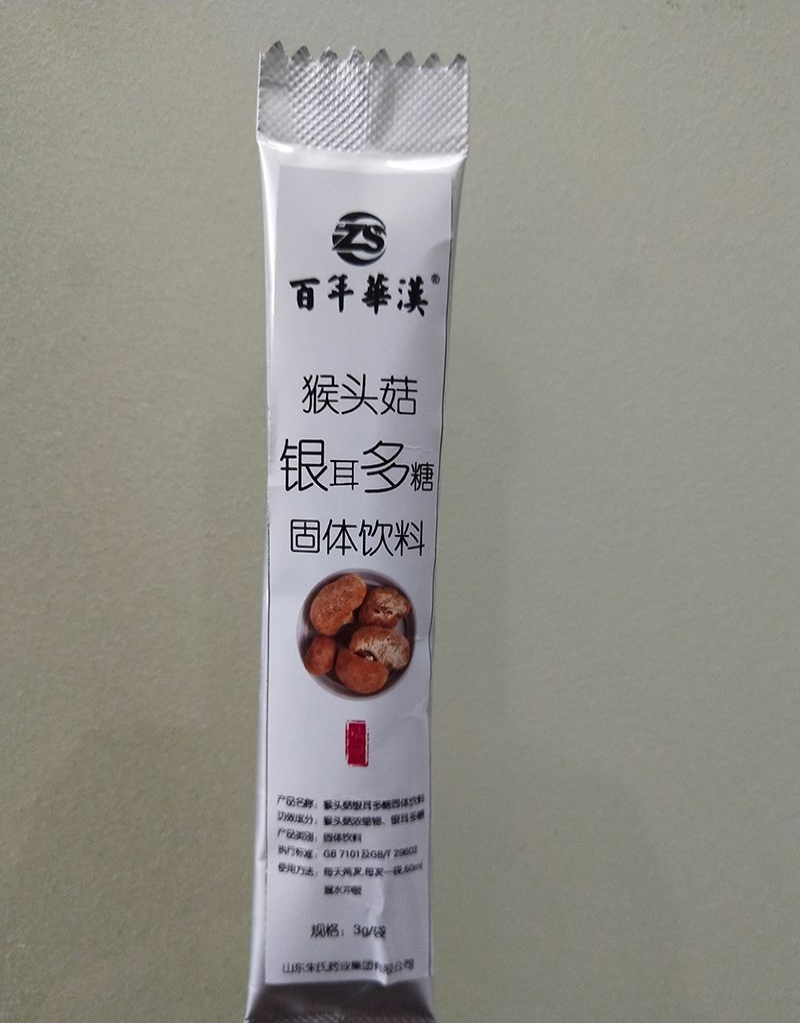 ZS
百年華漢®
猴头菇
银耳多糖
固体饮料
产品名称：猴头菇银耳多糖固体饮料
功效成分：猴头菇浓缩粉、银耳多糖
产品类别：固体饮料
执行标准：GB 7101及GB/T 29602
使用方法：每天两次,每次一袋,50ml
温水冲服
规格：3g/袋
山东朱氏药业集团有限公司